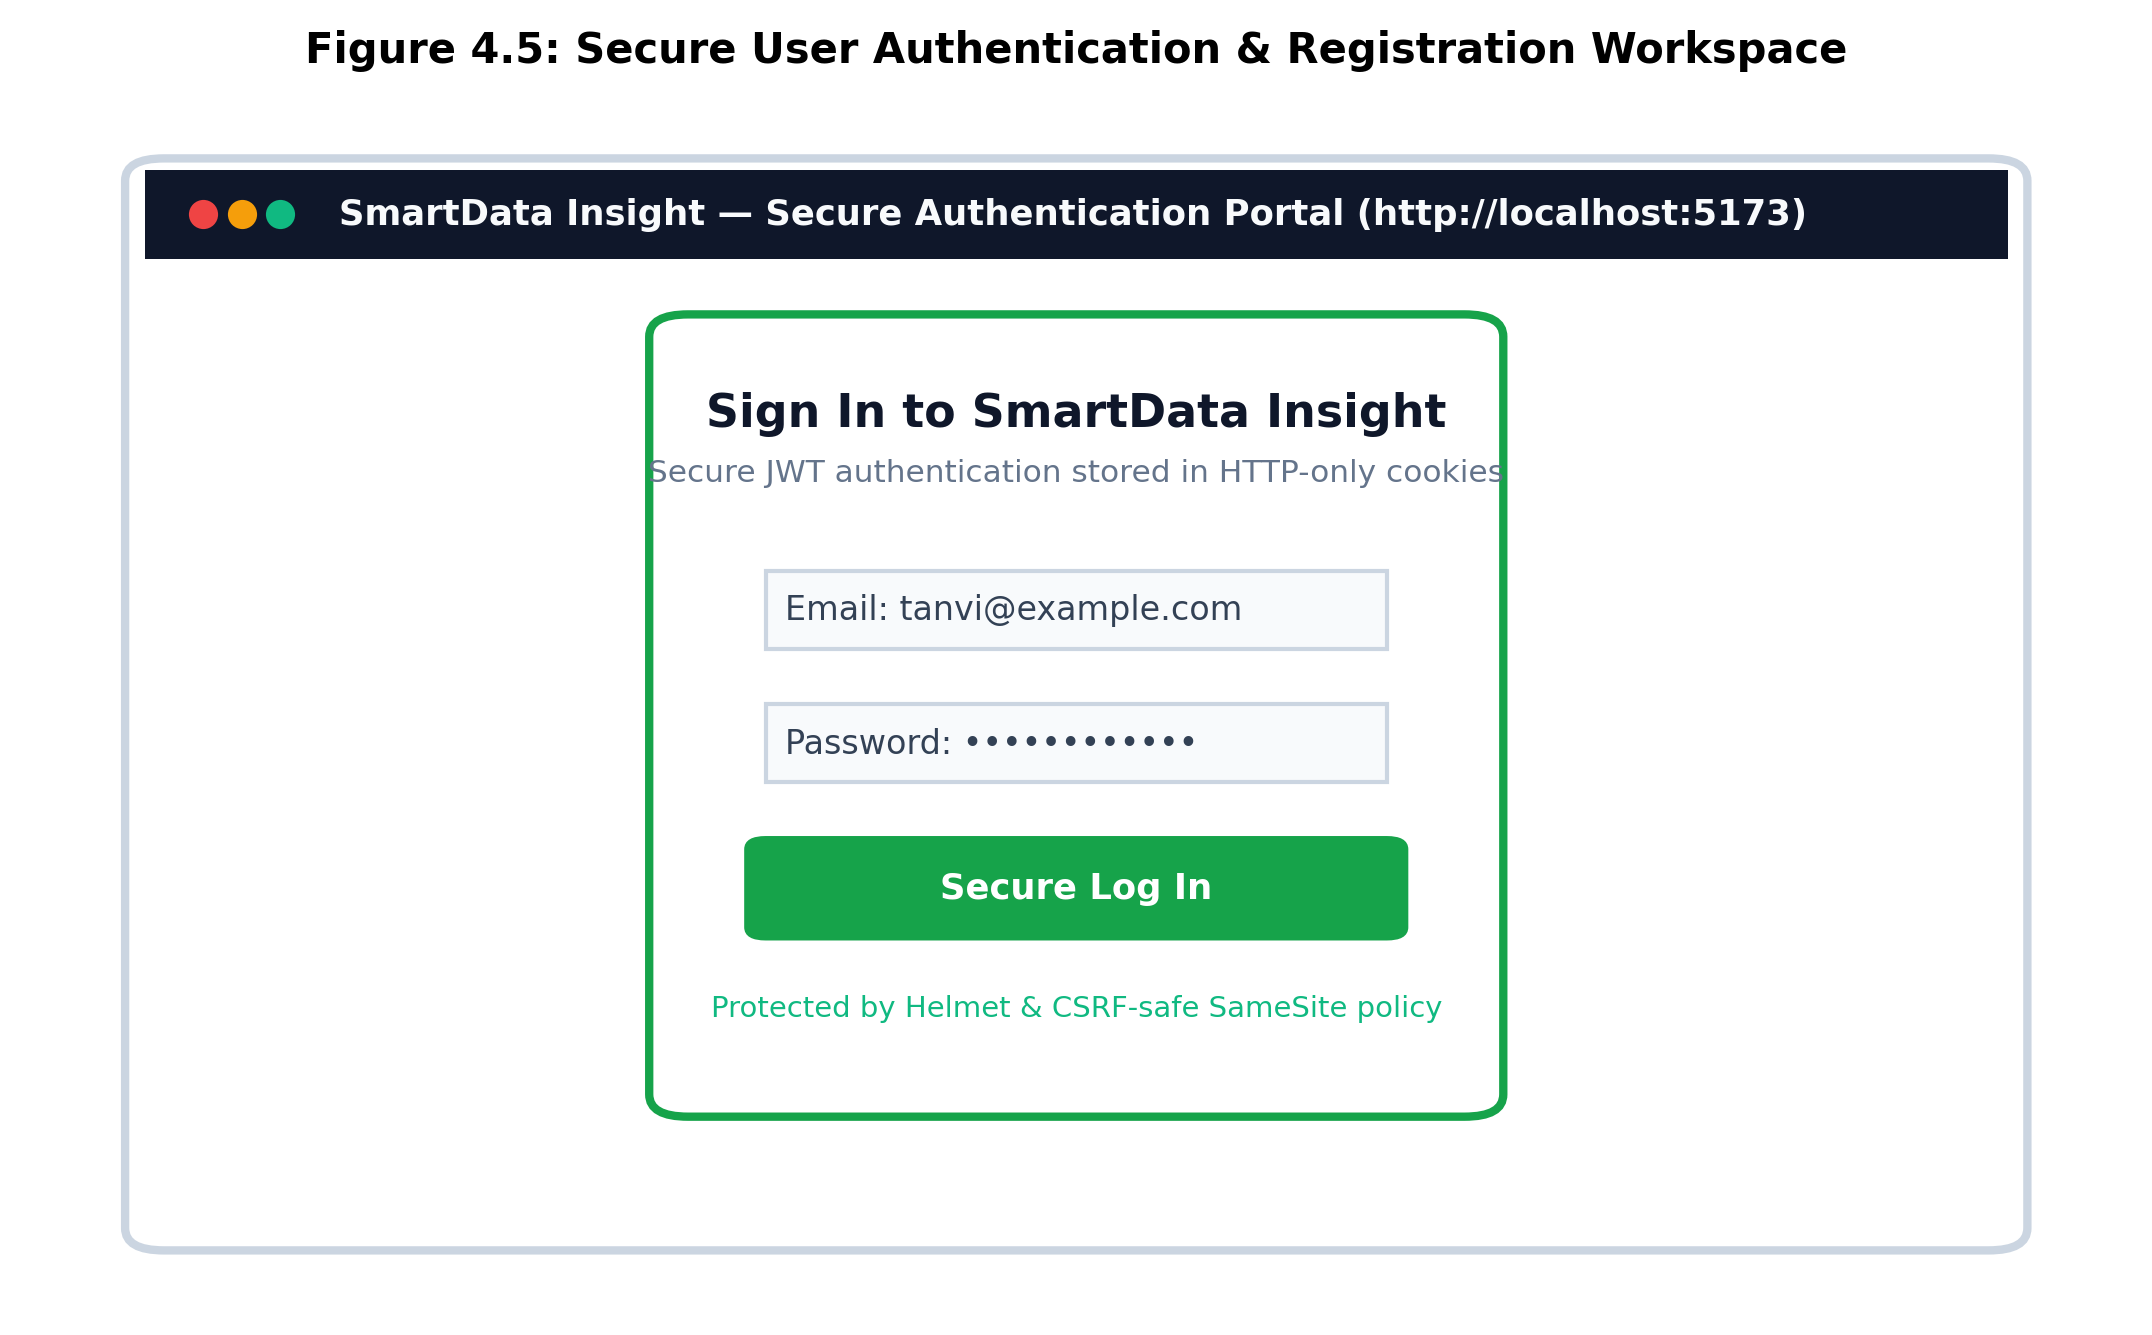 Figure 4.5: Secure User Authentication & Registration Workspace
SmartData Insight — Secure Authentication Portal (http://localhost:5173)
Sign In to SmartData Insight
Secure JWT authentication stored in HTTP-only cookies
Email: tanvi@example.com
Password: ••••••••••••
Secure Log In
Protected by Helmet & CSRF-safe SameSite policy